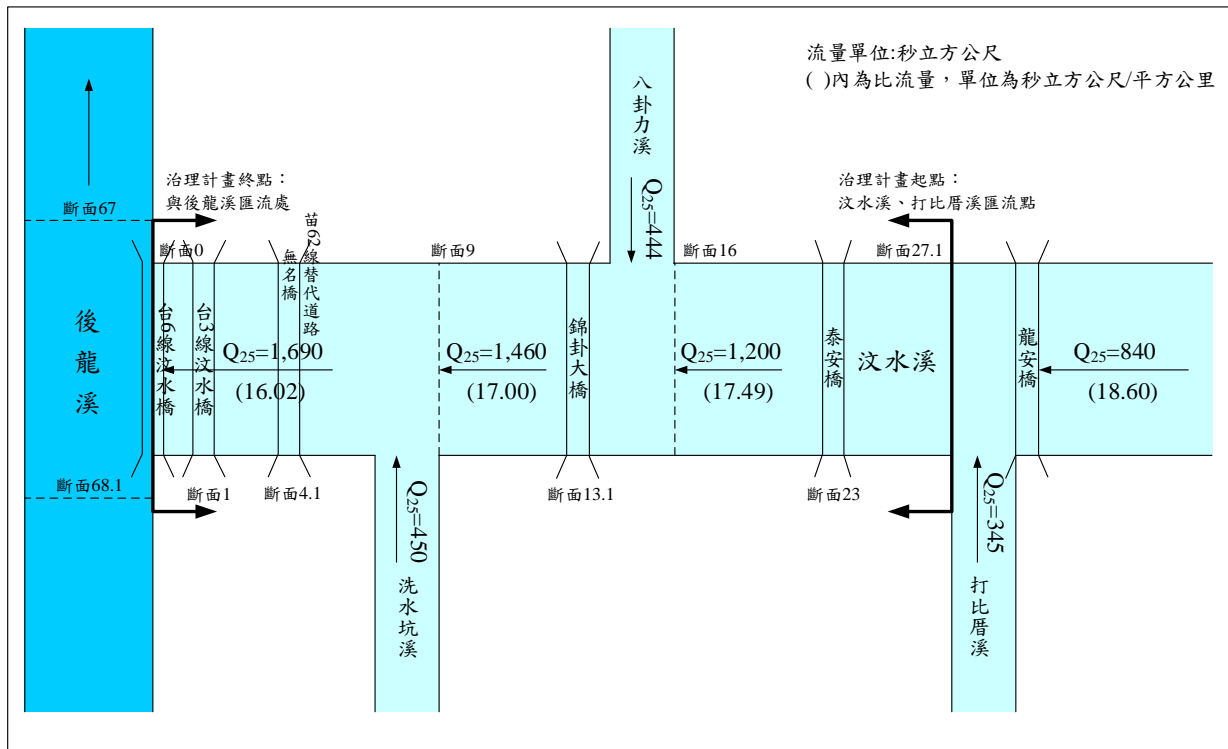 流量單位:秒立方公尺
( )內為比流量，單位為秒立方公尺/平方公里
八卦力溪
Q25=444
治理計畫終點：
與後龍溪匯流處
治理計畫起點：
汶水溪、打比厝溪匯流點
斷面67
斷面0
苗62線替代道路
無名橋
斷面9
斷面16
斷面27.1
後龍溪
台6線汶水橋
台3線汶水橋
Q25=1,690
(16.02)
Q25=1,460
(17.00)
錦卦大橋
Q25=1,200
(17.49)
泰安橋
汶水溪
龍安橋
Q25=840
(18.60)
斷面68.1
斷面1
斷面4.1
斷面13.1
斷面23
Q25=450
洗水坑溪
Q25=345
打比厝溪